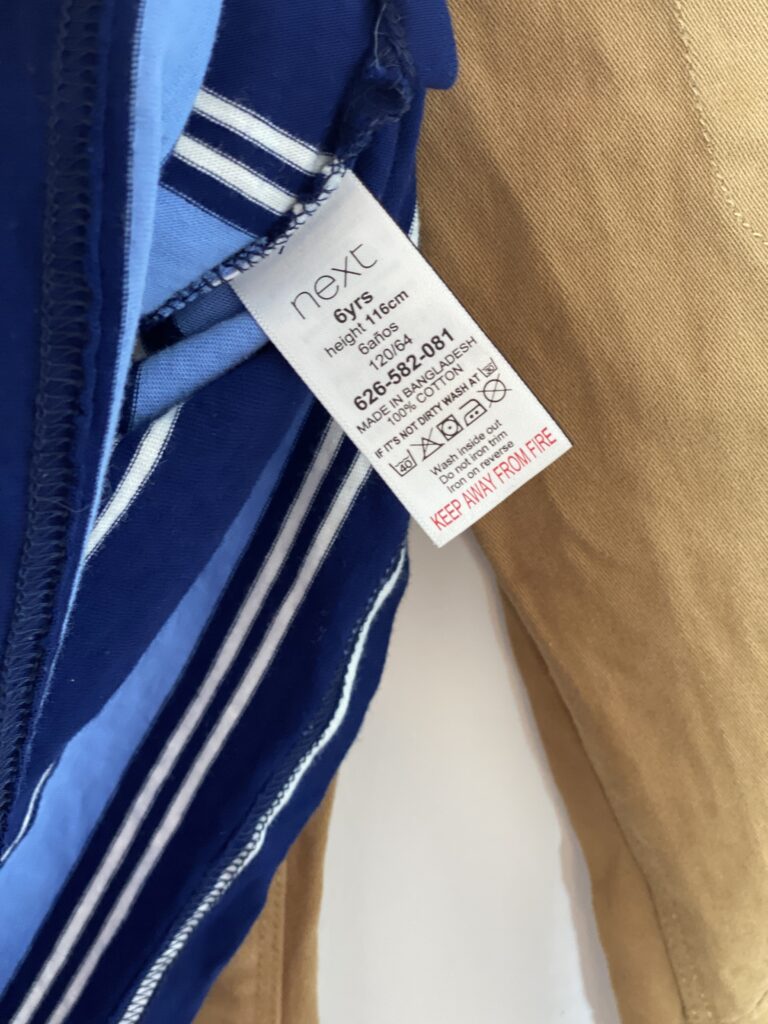 next
6yrs
height 116cm
6años
120/64
626-582-081
MADE IN BANGLADESH
100% COTTON
IF IT'S NOT DIRTY WASH AT 30
40
Wash inside out
Do not iron trim
Iron on reverse
KEEP AWAY FROM FIRE